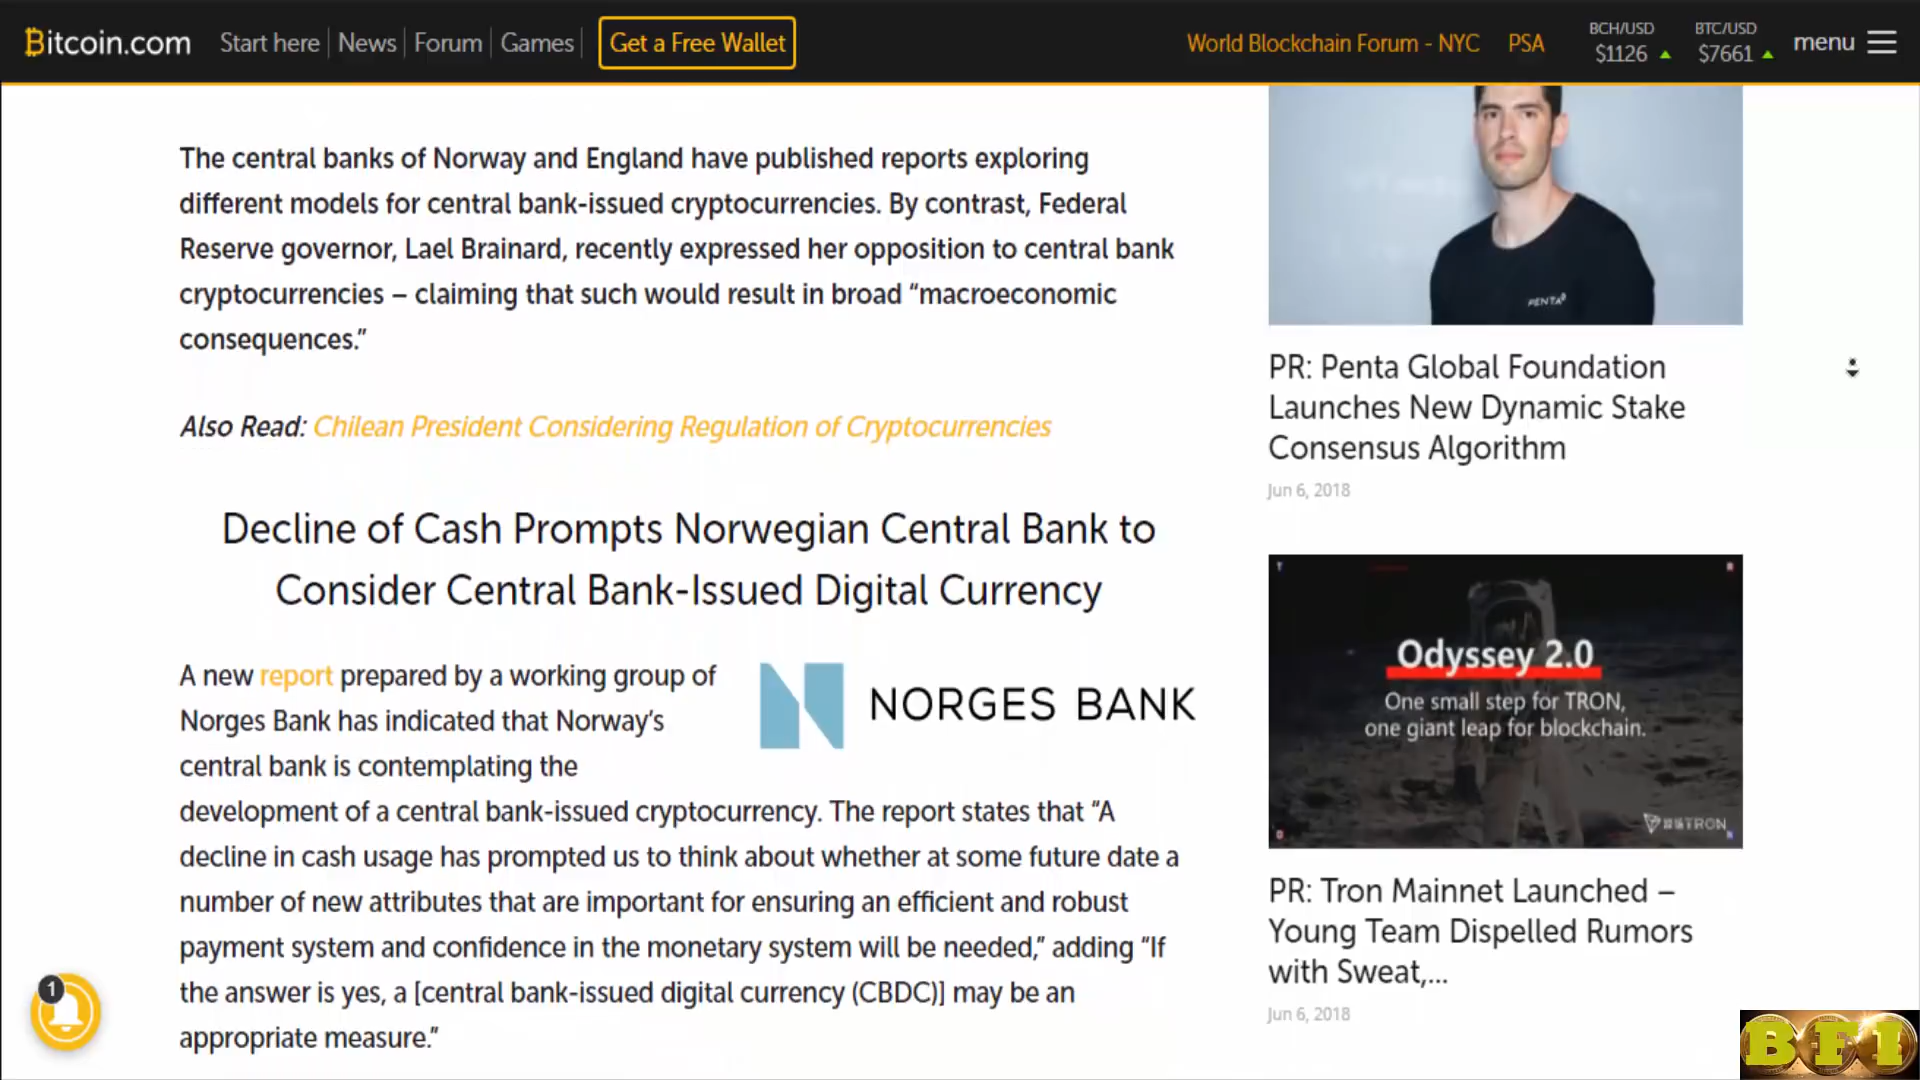 Bitcoin.com
Start here
News
Forum
Games
Get a Free Wallet
World Blockchain Forum - NYC
PSA
BCH/USD
$1126
BTC/USD
$7661
menu
The central banks of Norway and England have published reports exploring
different models for central bank-issued cryptocurrencies. By contrast, Federal
Reserve governor, Lael Brainard, recently expressed her opposition to central bank
cryptocurrencies – claiming that such would result in broad “macroeconomic
consequences.”
Also Read: Chilean President Considering Regulation of Cryptocurrencies
Decline of Cash Prompts Norwegian Central Bank to
Consider Central Bank-Issued Digital Currency
A new report prepared by a working group of
Norges Bank has indicated that Norway’s
central bank is contemplating the
development of a central bank-issued cryptocurrency. The report states that “A
decline in cash usage has prompted us to think about whether at some future date a
number of new attributes that are important for ensuring an efficient and robust
payment system and confidence in the monetary system will be needed,” adding “If
the answer is yes, a [central bank-issued digital currency (CBDC)] may be an
appropriate measure.”
NORGES BANK
PENTA
PR: Penta Global Foundation
Launches New Dynamic Stake
Consensus Algorithm
Jun 6, 2018
Odyssey 2.0
One small step for TRON,
one giant leap for blockchain.
TRON
PR: Tron Mainnet Launched –
Young Team Dispelled Rumors
with Sweat,...
Jun 6, 2018
1
BFI